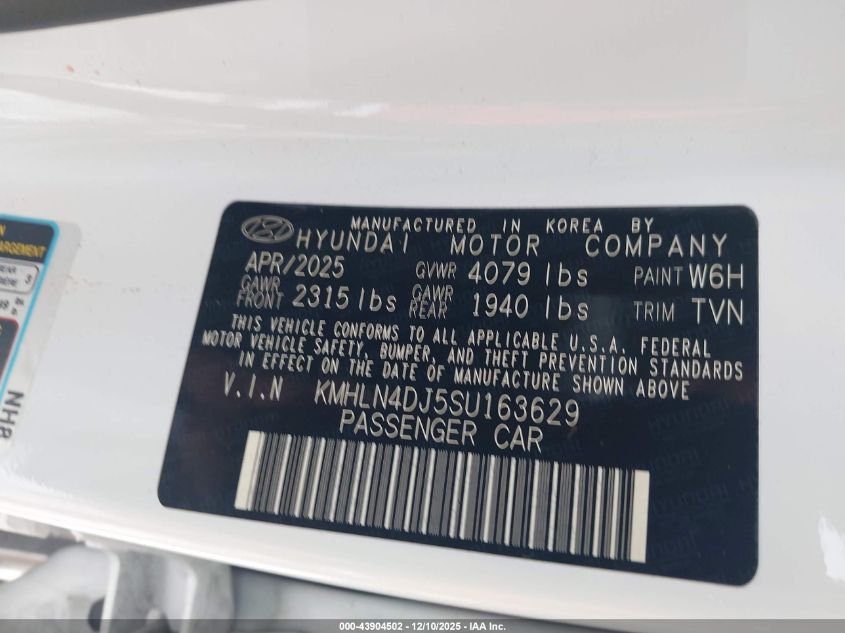 MANUFACTURED IN KOREA BY
HYUNDAI MOTOR COMPANY
APR/2025 GVWR 4079 lbs PAINT W6H
GAWR FRONT 2315 lbs GAWR REAR 1940 lbs TRIM TVN
THIS VEHICLE CONFORMS TO ALL APPLICABLE U.S.A. FEDERAL
MOTOR VEHICLE SAFETY, BUMPER, AND THEFT PREVENTION STANDARDS
IN EFFECT ON THE DATE OF MANUFACTURE SHOWN ABOVE
V.I.N KMHLN4DJ5SU163629
PASSENGER CAR
NH8
000-43904502 - 12/10/2025 - IAA Inc.